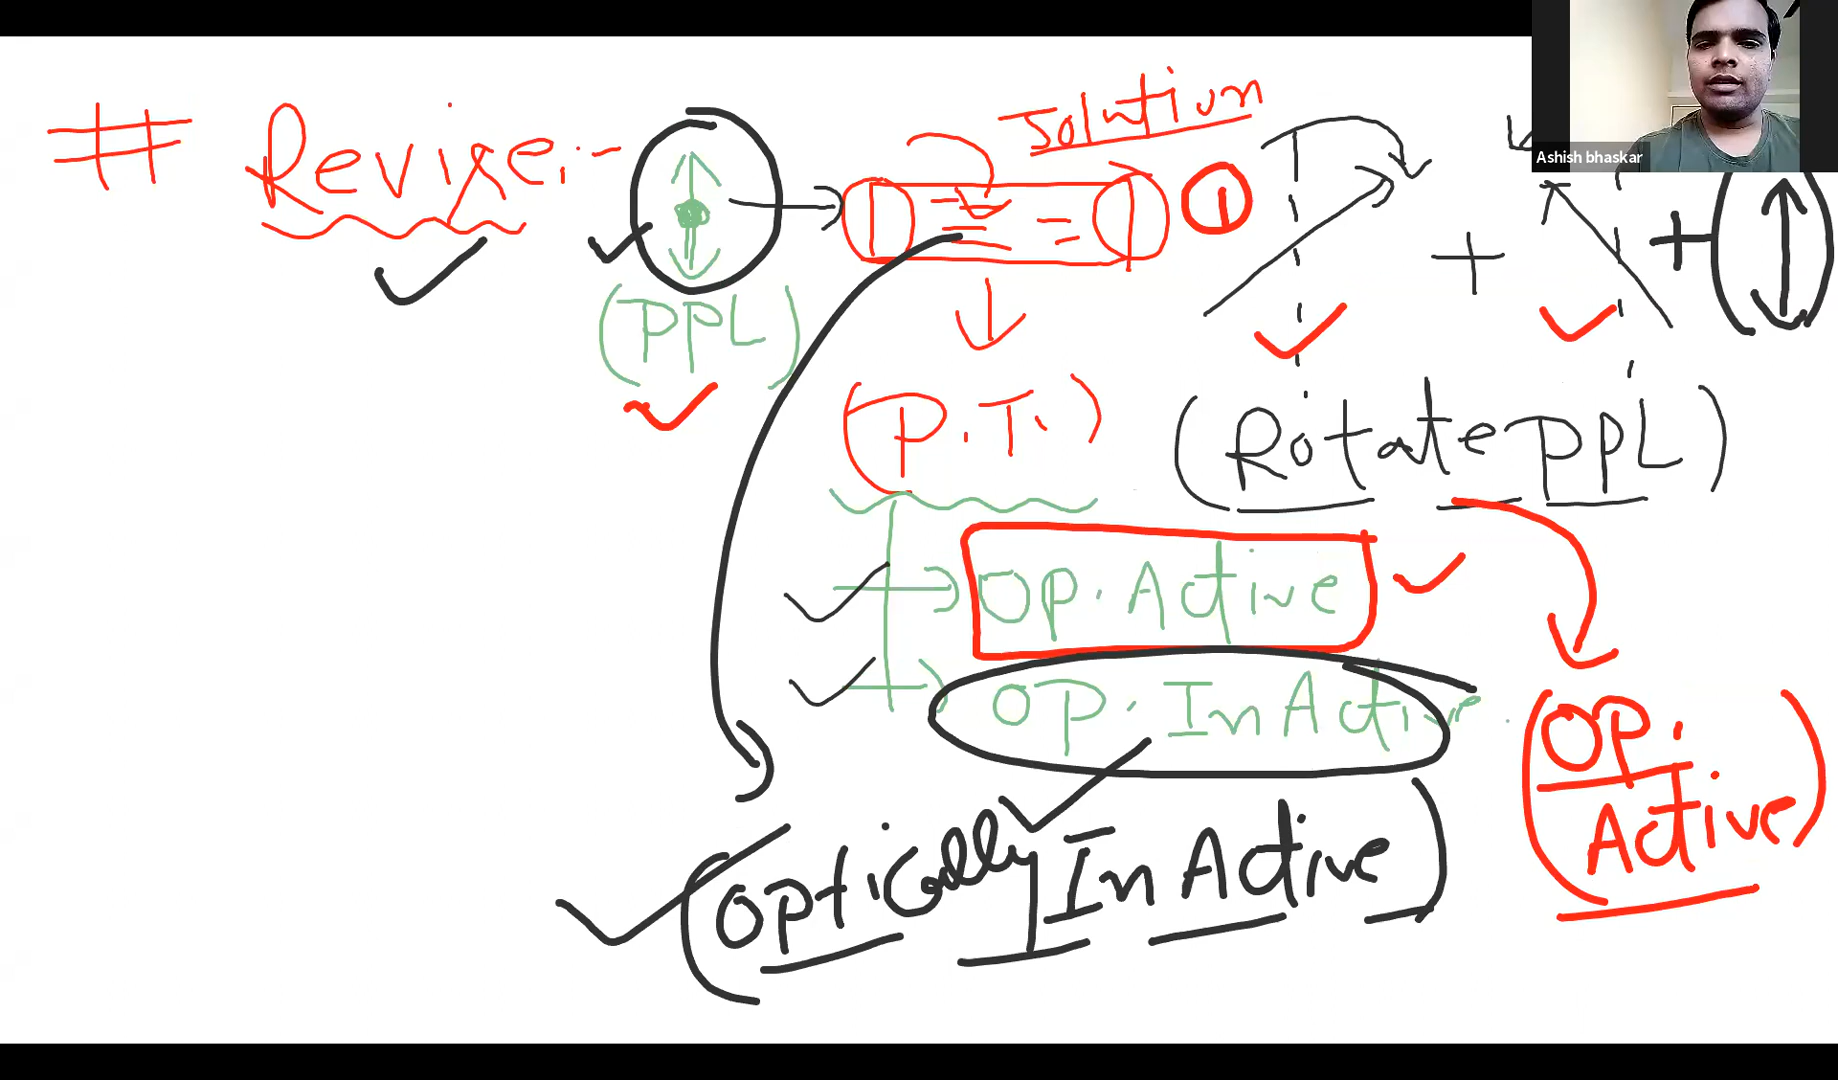 # Revise:-
Solution
①
Ashish bhaskar
+
+
(PPL)
(P.T.)
(Rotate PPL)
OP. Active
OP. InActive
(OP.
Active)
(Optically InActive)